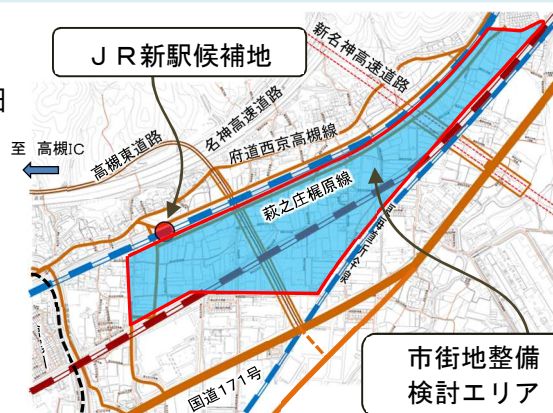 JR新駅候補地
新名神高速道路
名神高速道路
至 高槻IC
高槻東道路
府道西京高槻線
萩之庄梶原線
国道171号
市街地整備
検討エリア